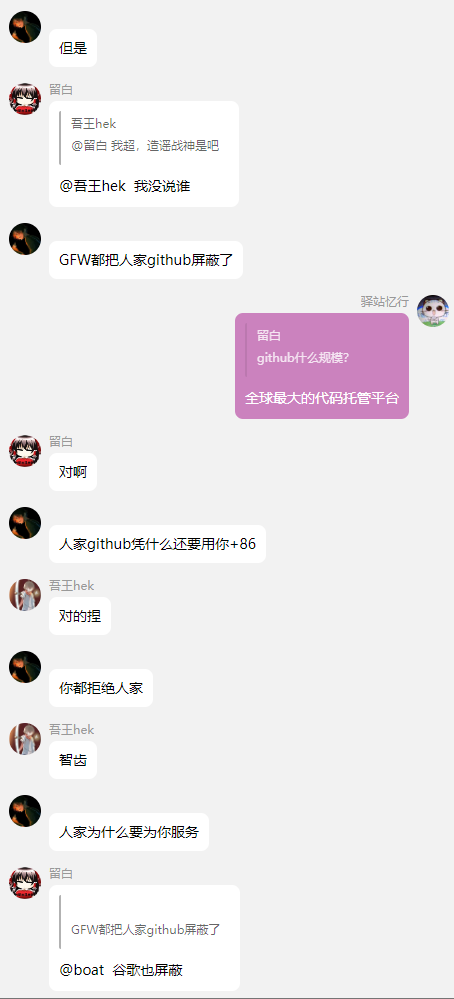 但是
留白
吾王hek
@留白 我超，造谣战神是吧
@吾王hek 我没说谁
GFW都把人家github屏蔽了
驿站忆行
留白
github什么规模？
全球最大的代码托管平台
留白
对啊
人家github凭什么还要用你+86
吾王hek
对的捏
你都拒绝人家
吾王hek
智齿
人家为什么要为你服务
留白
GFW都把人家github屏蔽了
@boat 谷歌也屏蔽